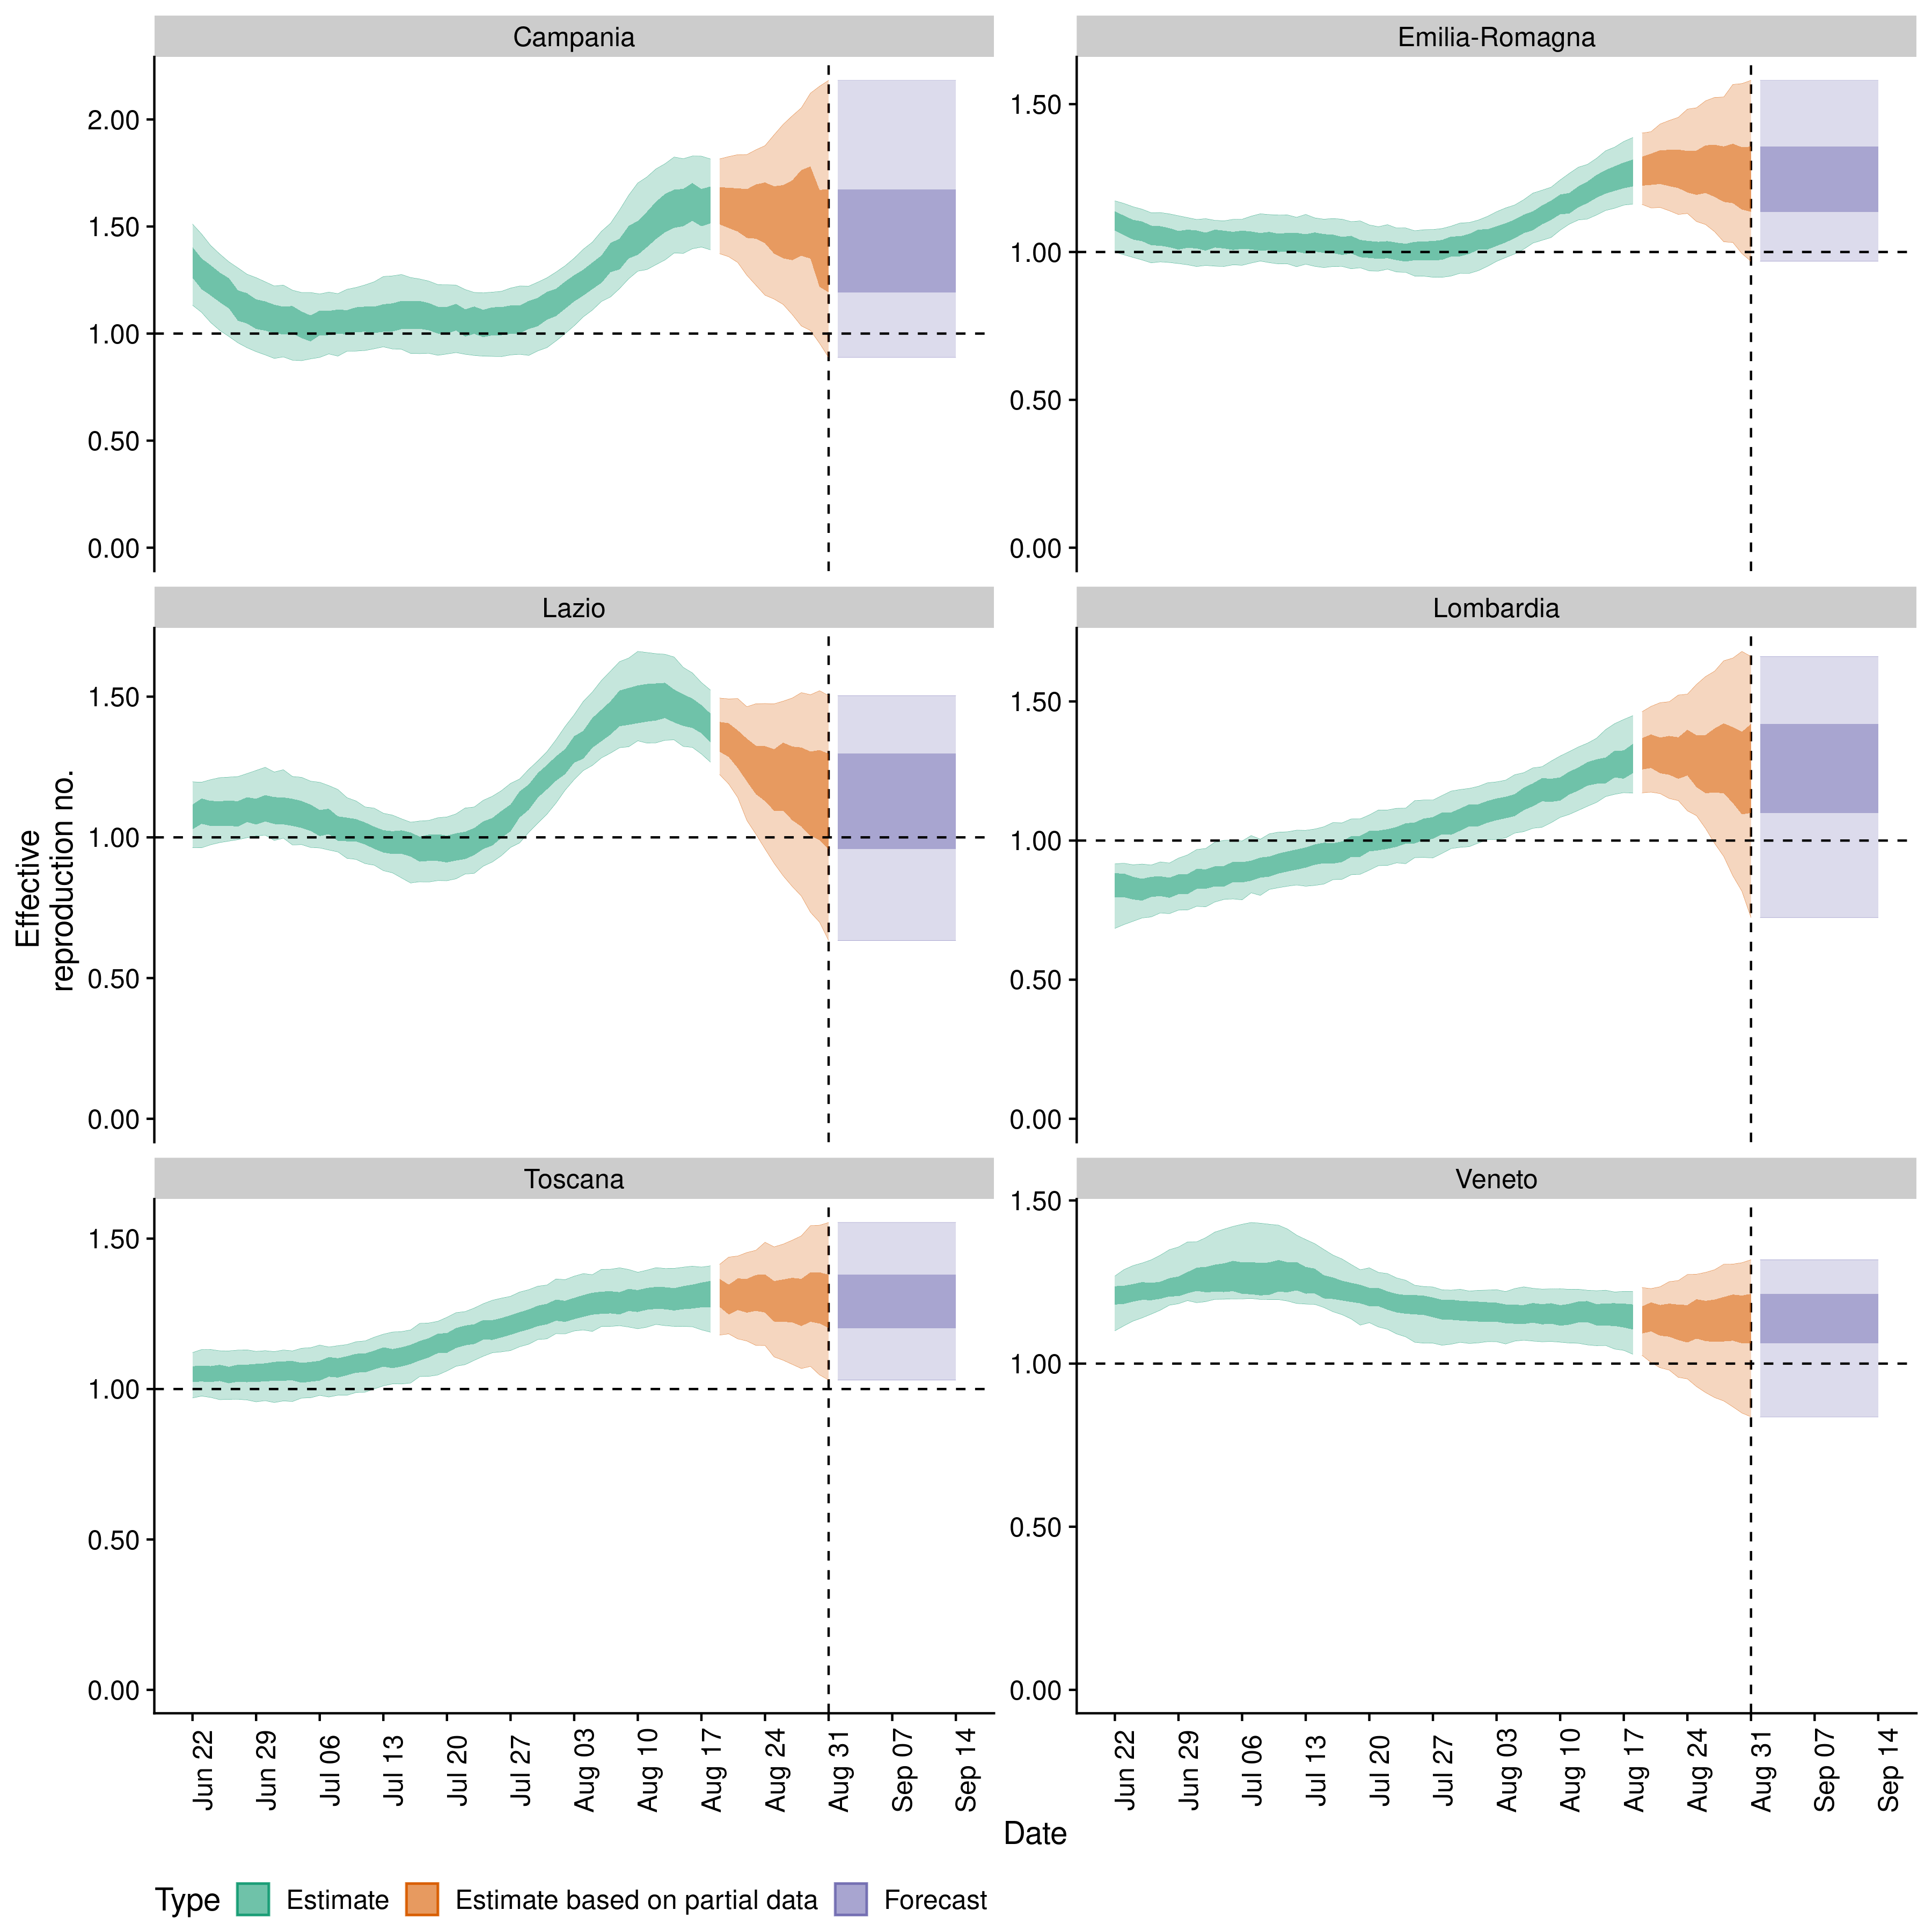 Campania
Emilia-Romagna
2.00
1.50
1.00
0.50
0.00
1.50
1.00
0.50
0.00
Lazio
Lombardia
1.50
1.00
0.50
0.00
1.50
1.00
0.50
0.00
Toscana
Veneto
1.50
1.00
0.50
0.00
1.50
1.00
0.50
0.00
Effective
reproduction no.
Jun 22
Jun 29
Jul 06
Jul 13
Jul 20
Jul 27
Aug 03
Aug 10
Aug 17
Aug 24
Aug 31
Sep 07
Sep 14
Jun 22
Jun 29
Jul 06
Jul 13
Jul 20
Jul 27
Aug 03
Aug 10
Aug 17
Aug 24
Aug 31
Sep 07
Sep 14
Date
Type Estimate Estimate based on partial data Forecast